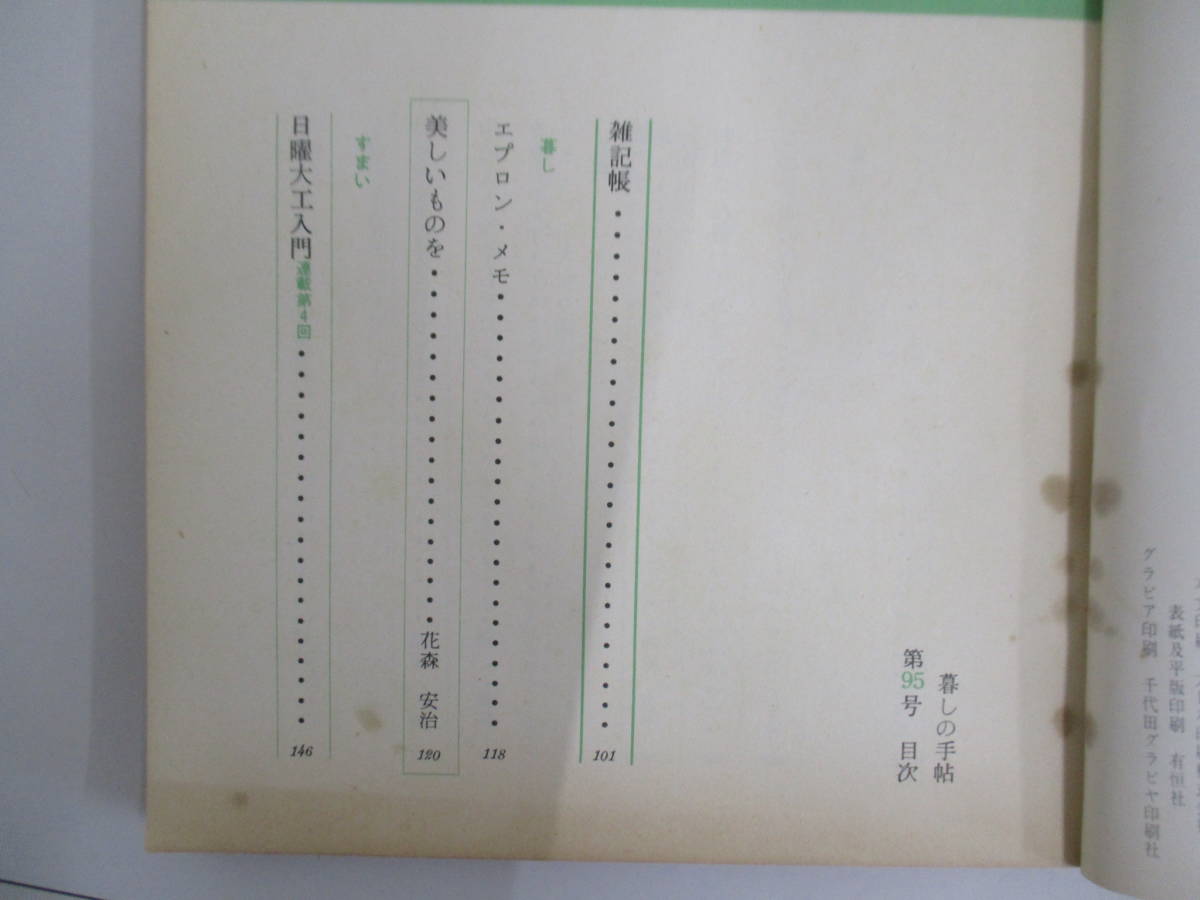 表紙及平版印刷 有恒社
グラビア印刷 千代田グラビヤ印刷社
暮しの手帖
第95号 目次
雑記帳・・・・・・・・・・・・・・・・・・・・・・・・101
暮し
エプロン・メモ・・・・・・・・・・・・・・・・・・・・・118
美しいものを・・・・・・・・・・・・・・・・・・花森 安治 120
すまい
日曜大工入門連載第4回・・・・・・・・・・・・・・・・・・・146